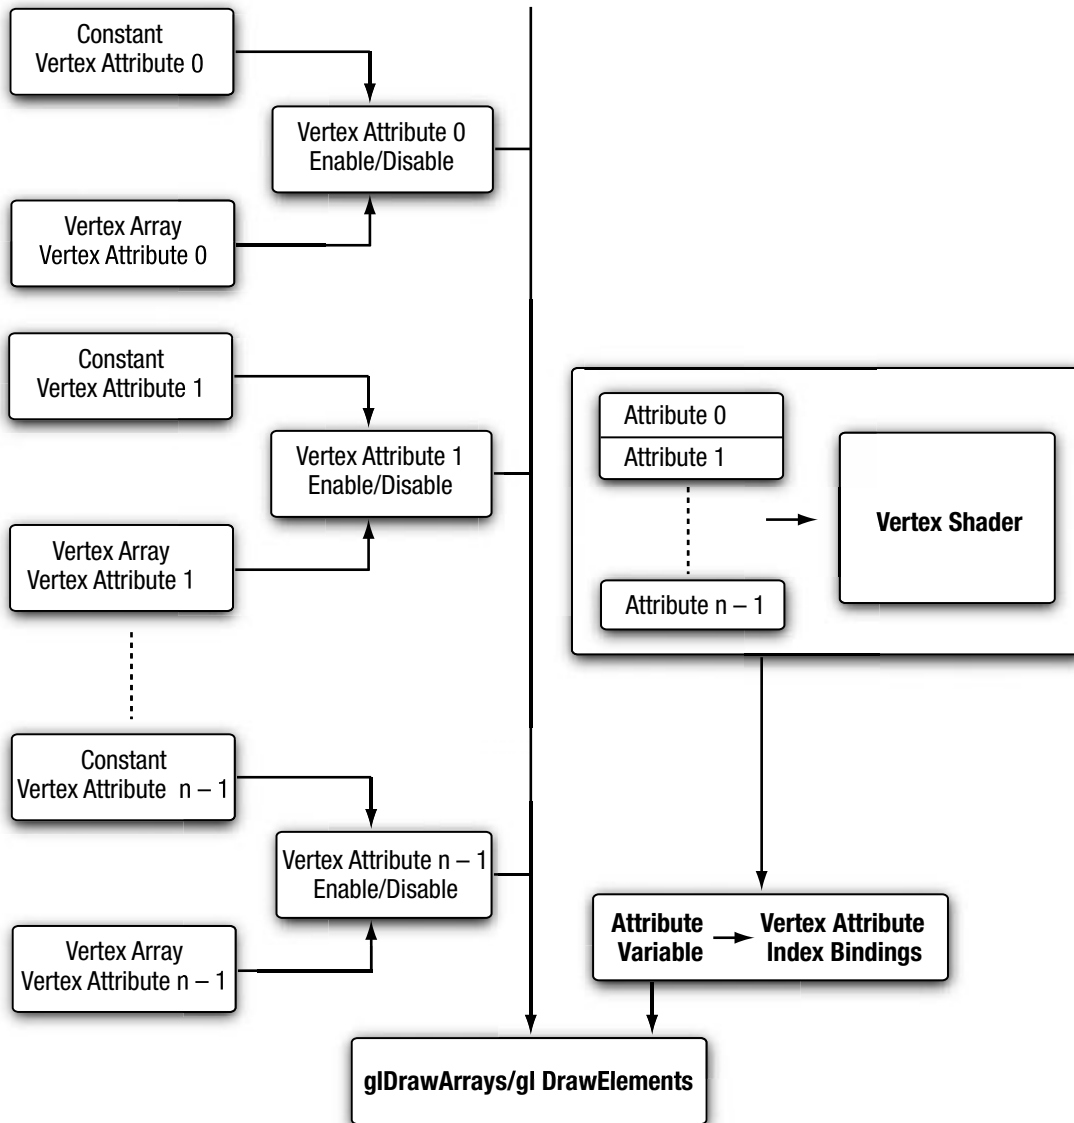 Constant
Vertex Attribute 0
Vertex Attribute 0
Enable/Disable
Vertex Array
Vertex Attribute 0
Constant
Vertex Attribute 1
Vertex Attribute 1
Enable/Disable
Vertex Array
Vertex Attribute 1
Constant
Vertex Attribute n – 1
Vertex Attribute n – 1
Enable/Disable
Vertex Array
Vertex Attribute n – 1
Attribute 0
Attribute 1
Attribute n – 1
Vertex Shader
Attribute
Variable
Vertex Attribute
Index Bindings
glDrawArrays/gl DrawElements